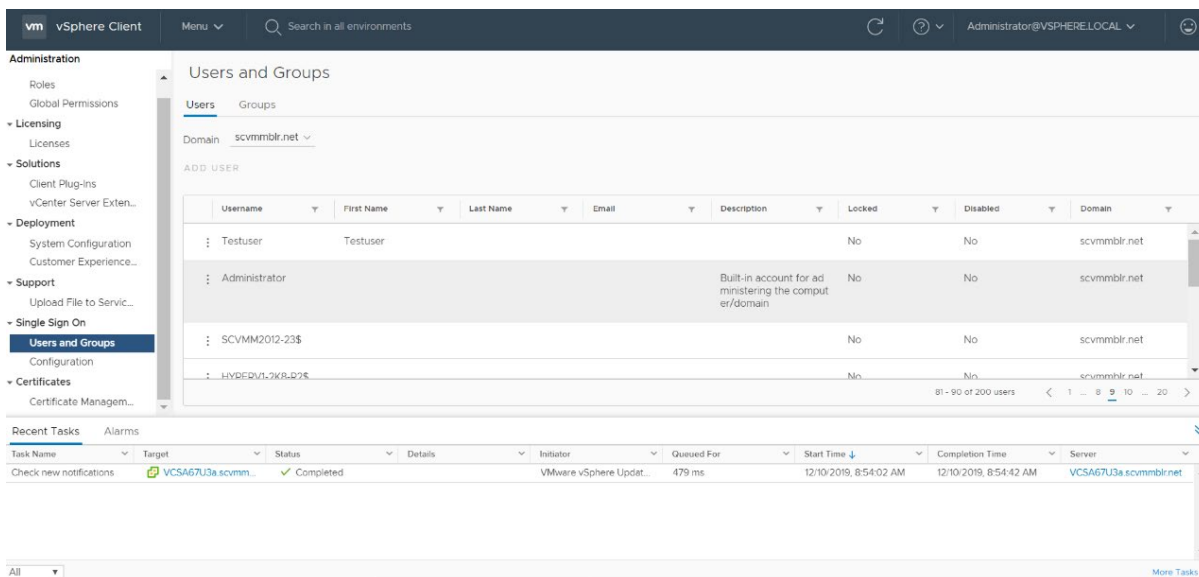 vm vSphere Client Menu Search in all environments Administrator@VSPHERE.LOCAL
Administration
Roles
Global Permissions
Licensing
Licenses
Solutions
Client Plug-Ins
vCenter Server Exten...
Deployment
System Configuration
Customer Experience...
Support
Upload File to Servic...
Single Sign On
Users and Groups
Configuration
Certificates
Certificate Managem...
Users and Groups
Users Groups
Domain scvmmblr.net
ADD USER
Username First Name Last Name Email Description Locked Disabled Domain
Testuser Testuser No No scvmmblr.net
Administrator Built-in account for ad No No scvmmblr.net
ministering the comput
er/domain
SCVMM2012-23$ No No scvmmblr.net
HYPERV1-2K8-R2$ No No scvmmblr.net
81 - 90 of 200 users 1 ... 8 9 10 ... 20
Recent Tasks Alarms
Task Name Target Status Details Initiator Queued For Start Time Completion Time Server
Check new notifications VCSA67U3a.scvmm... Completed VMware vSphere Updat... 479 ms 12/10/2019, 8:54:02 AM 12/10/2019, 8:54:42 AM VCSA67U3a.scvmmblr.net
All More Tasks